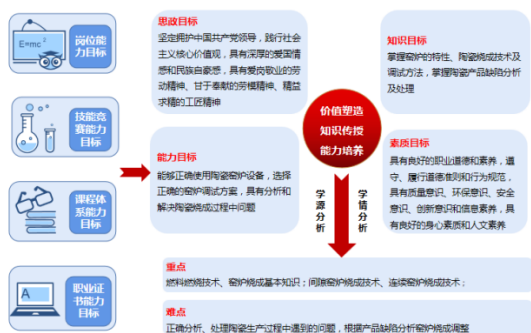 E=mc²
岗位能
力目标
技能竞
赛能力
目标
课程体
系能力
目标
A
职业证
书能力
目标
思政目标
坚定拥护中国共产党领导，践行社
会主义核心价值观，具有深厚的爱国情
感和民族自豪感，具有爱岗敬业的劳
动精神、甘于奉献的劳模精神、精益
求精的工匠精神
知识目标
掌握窑炉的特性、陶瓷烧成技术及
调试方法，掌握陶瓷产品缺陷分析
及处理
价值塑造
知识传授
能力培养
能力目标
能够正确使用陶瓷窑炉设备，选择
正确的窑炉调试方案，具有分析和
解决陶瓷烧成过程中问题
素质目标
具有良好的职业道德和素养，遵
守、履行道德准则和行为规范，
具有质量意识、环保意识、安全
意识、创新意识和信息素养，具
有良好的身心素质和人文素养
学源分析
学情分析
重点
燃料燃烧技术、窑炉烧成基本知识；间隙窑炉烧成技术、连续窑炉烧成技术；
难点
正确分析、处理陶瓷生产过程中遇到的问题，根据产品缺陷分析窑炉烧成调整